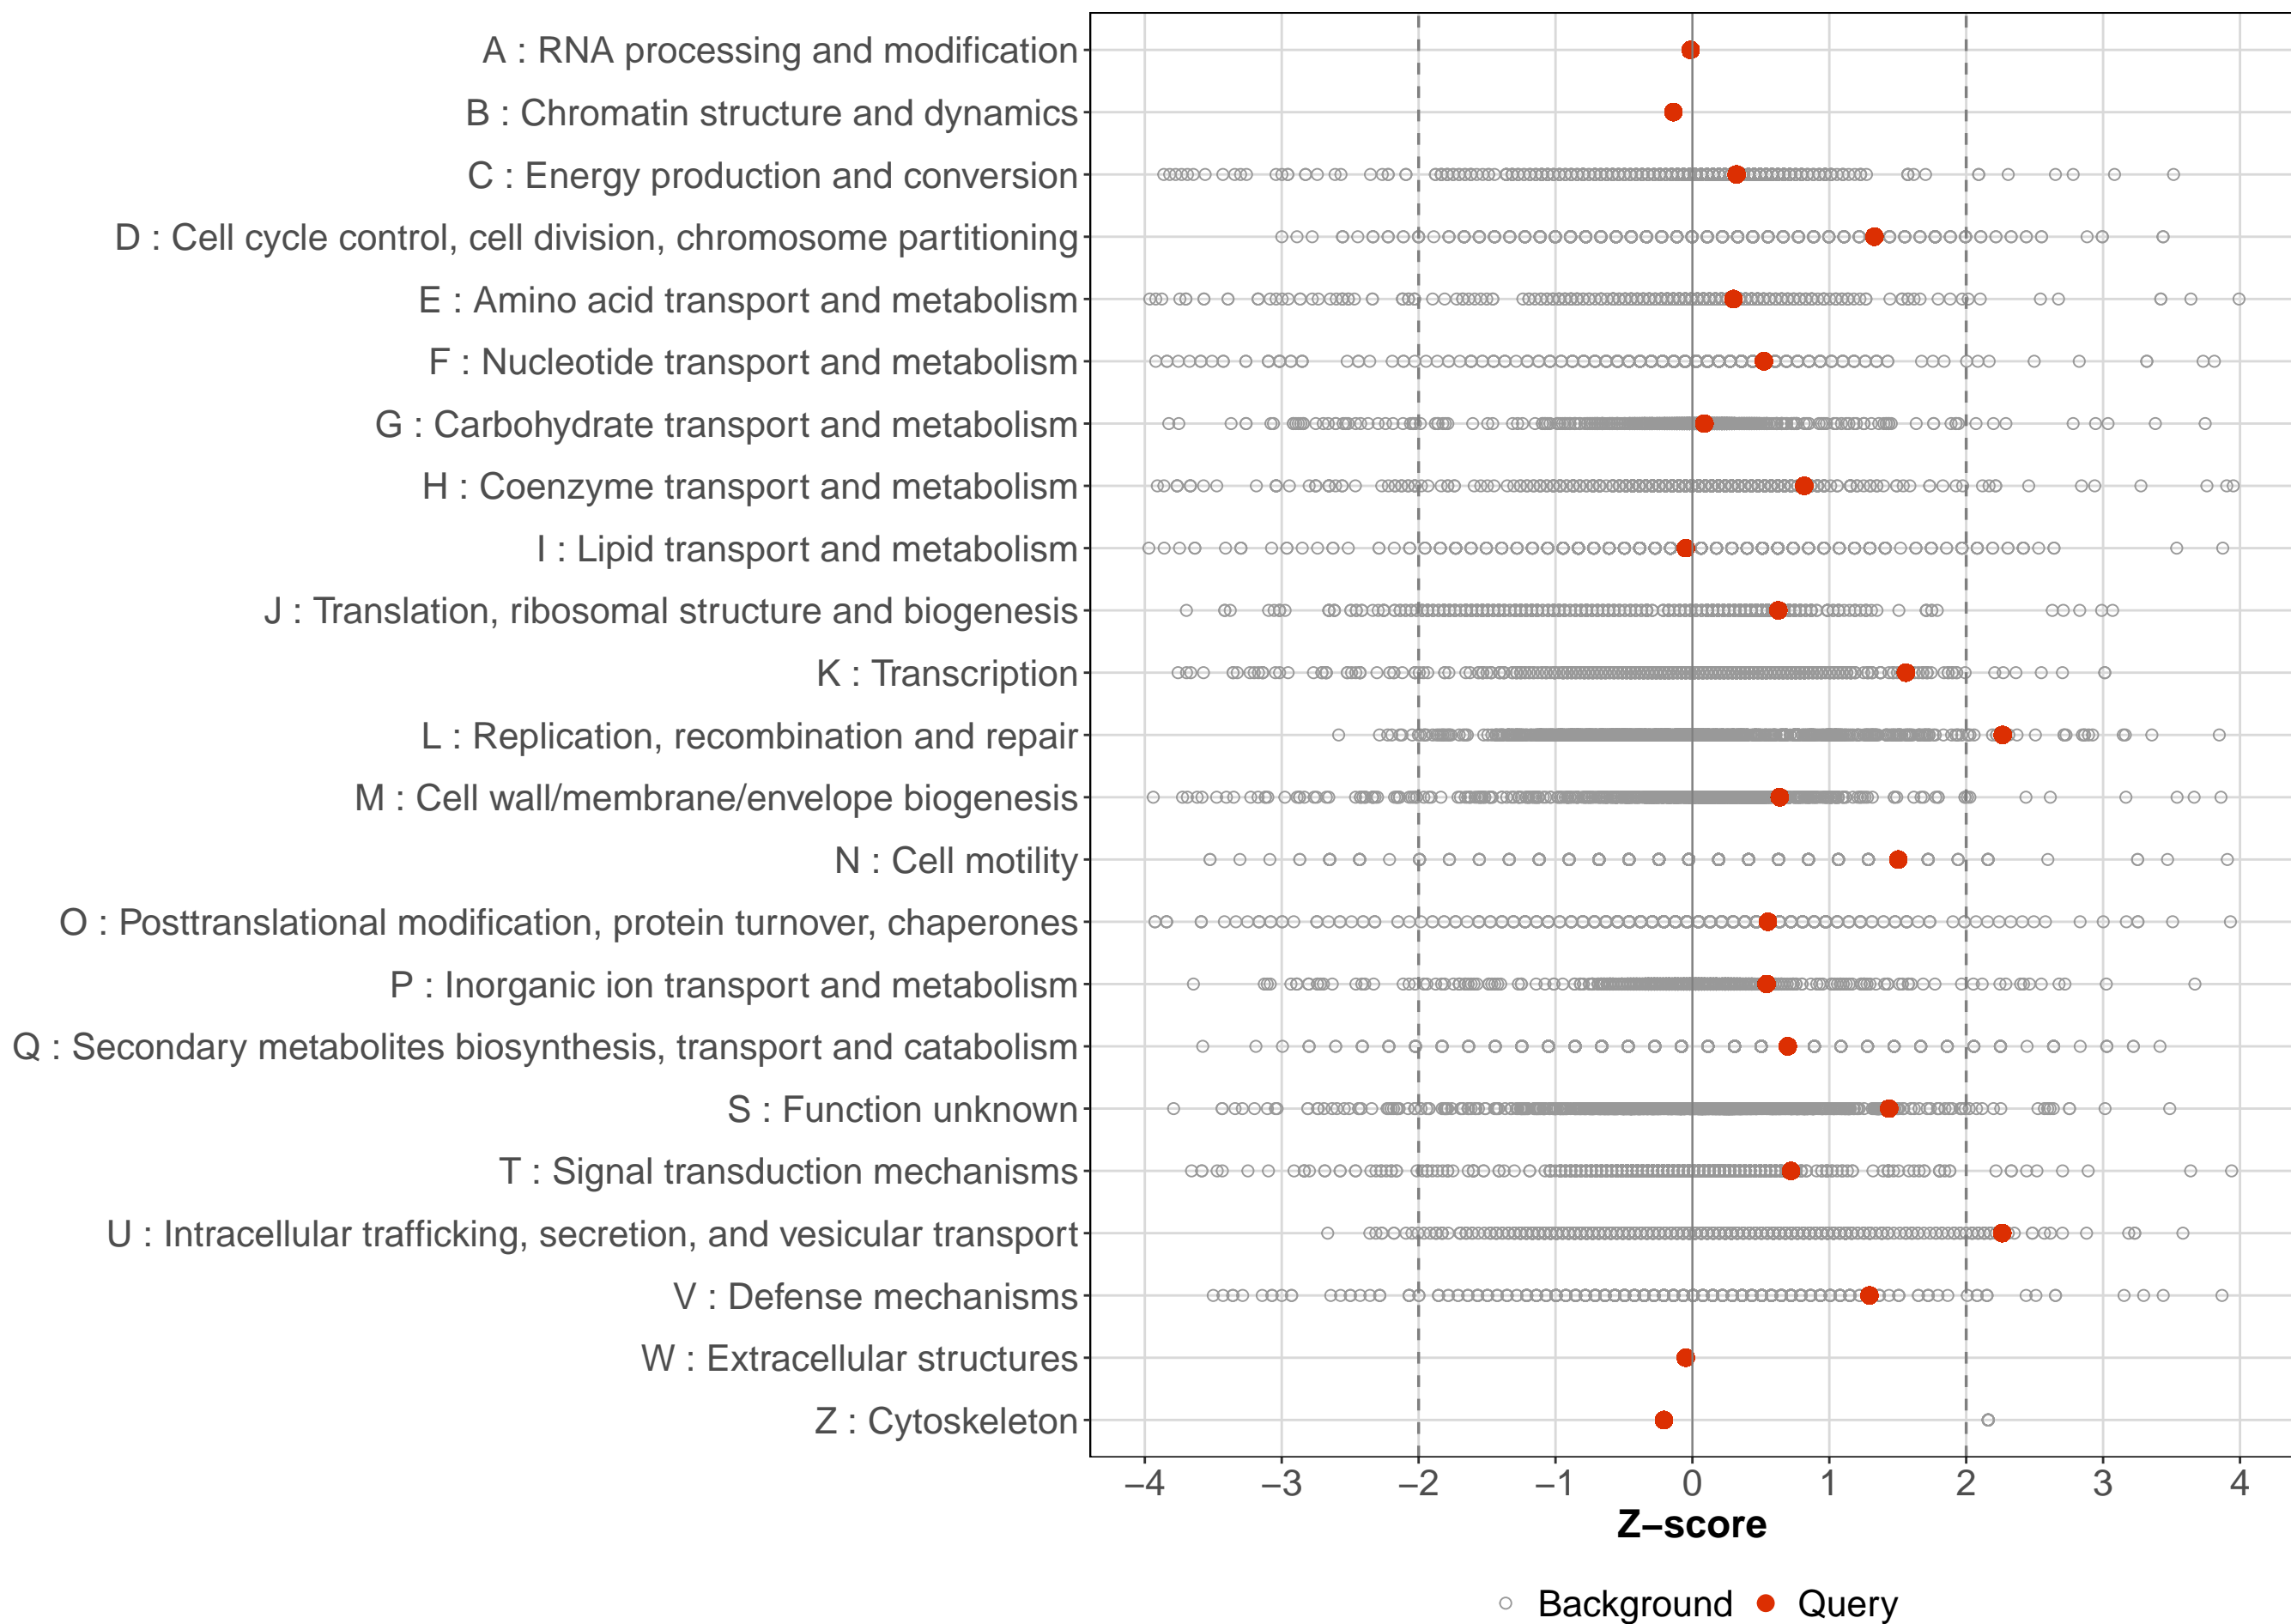 A : RNA processing and modification
B : Chromatin structure and dynamics
C : Energy production and conversion
D : Cell cycle control, cell division, chromosome partitioning
E : Amino acid transport and metabolism
F : Nucleotide transport and metabolism
G : Carbohydrate transport and metabolism
H : Coenzyme transport and metabolism
I : Lipid transport and metabolism
J : Translation, ribosomal structure and biogenesis
K : Transcription
L : Replication, recombination and repair
M : Cell wall/membrane/envelope biogenesis
N : Cell motility
O : Posttranslational modification, protein turnover, chaperones
P : Inorganic ion transport and metabolism
Q : Secondary metabolites biosynthesis, transport and catabolism
S : Function unknown
T : Signal transduction mechanisms
U : Intracellular trafficking, secretion, and vesicular transport
V : Defense mechanisms
W : Extracellular structures
Z : Cytoskeleton
−4 −3 −2 −1 0 1 2 3 4
Z−score
Background Query